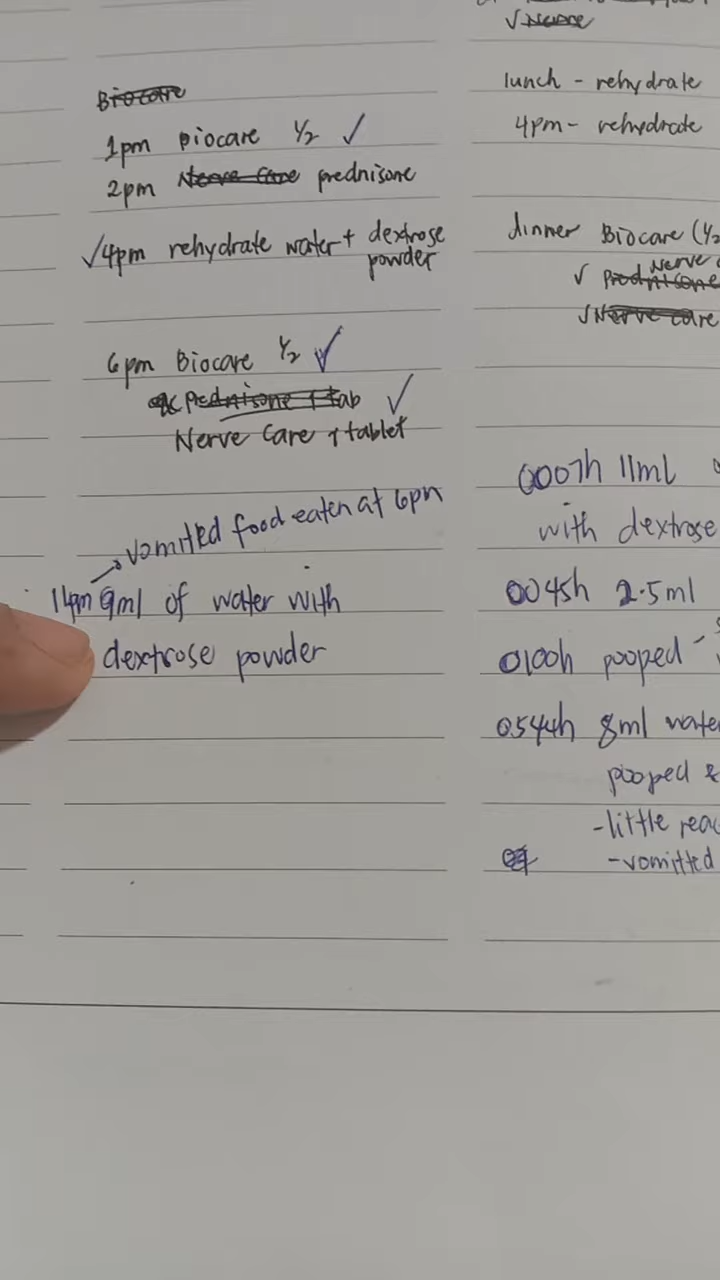 Biocare
1pm Biocare 1/2 ✓
2pm Nerve Care prednisone
✓4pm rehydrate water + dextrose
powder
6pm Biocare 1/2 ✓
Prednisone 1 tab ✓
Nerve Care 1 tablet
→vomitted food eaten at 6pm
11pm 9ml of water with
dextrose powder
✓Nerve
lunch - rehydrate
4pm - rehydrate
dinner Biocare (1/2
Nerve
✓ Prednisone
✓Nerve care
0007h 11ml
with dextrose
0045h 2.5ml
0100h pooped -
0544h 8ml water
pooped &
-little
-vomitted